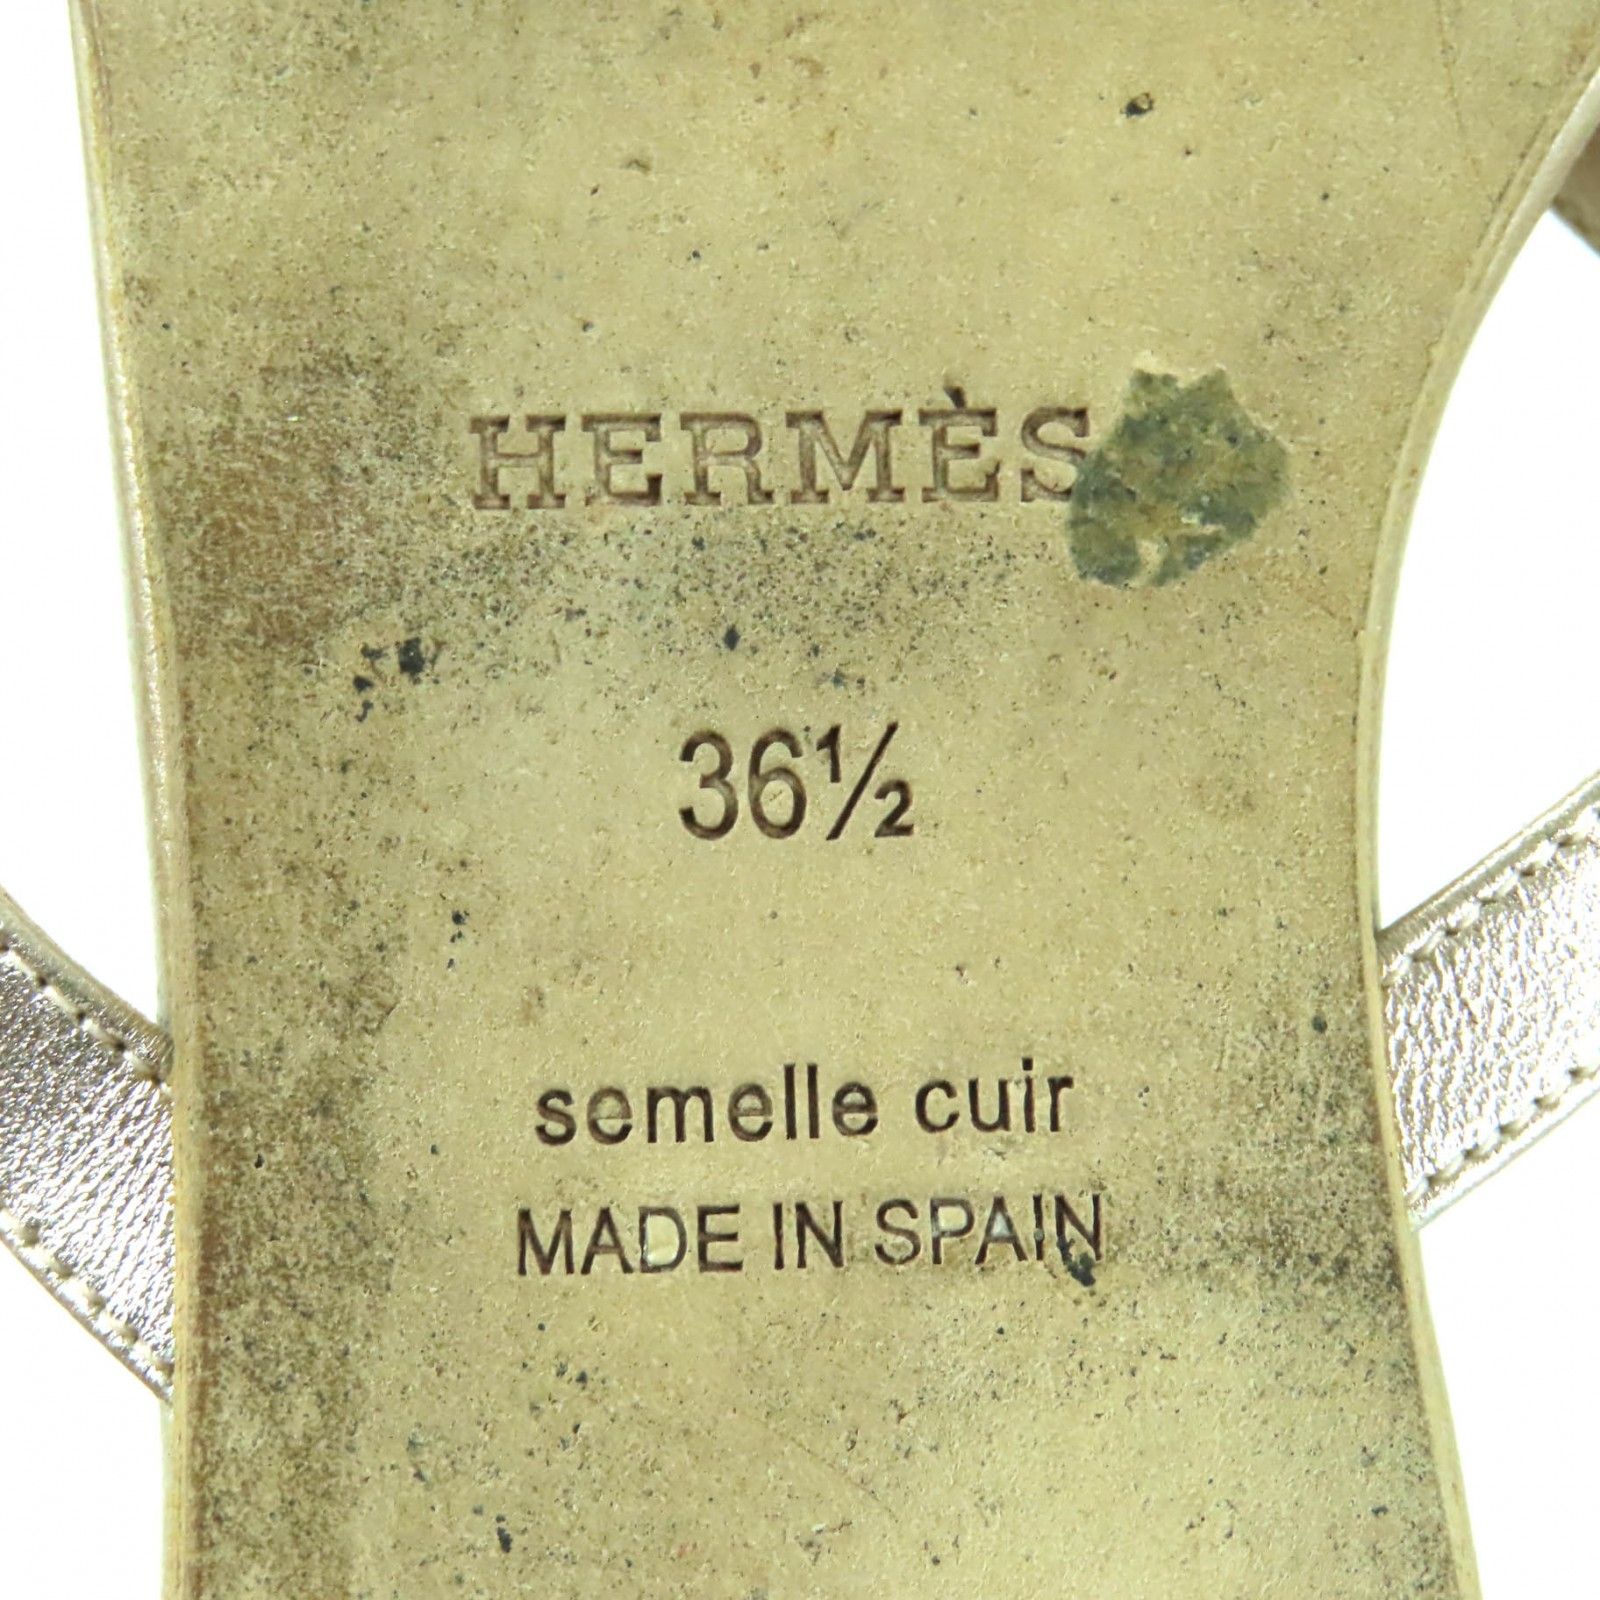 HERMÈS
36½
semelle cuir
MADE IN SPAIN